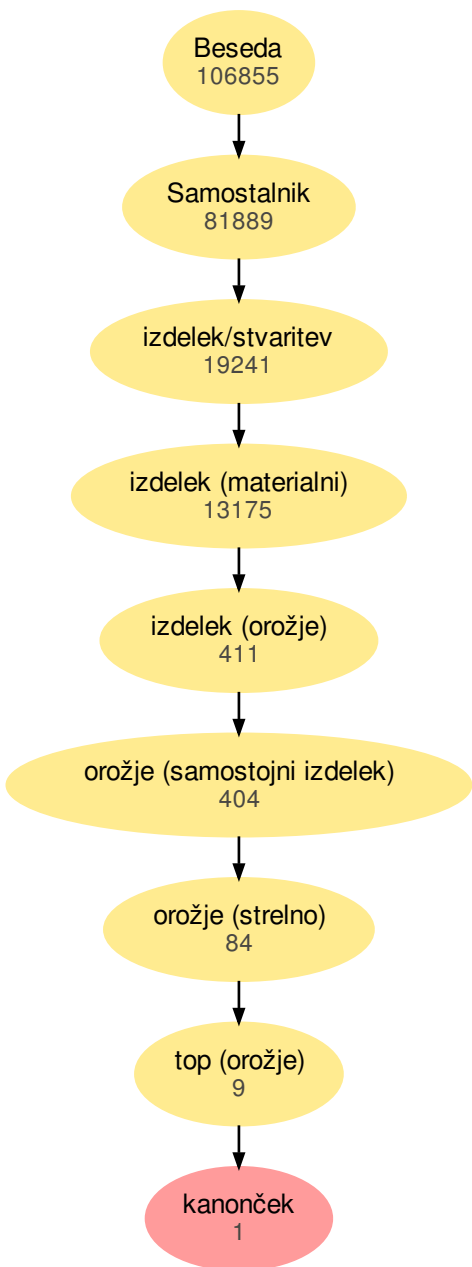 Beseda
106855
Samostalnik
81889
izdelek/stvaritev
19241
izdelek (materialni)
13175
izdelek (orožje)
411
orožje (samostojni izdelek)
404
orožje (strelno)
84
top (orožje)
9
kanonček
1